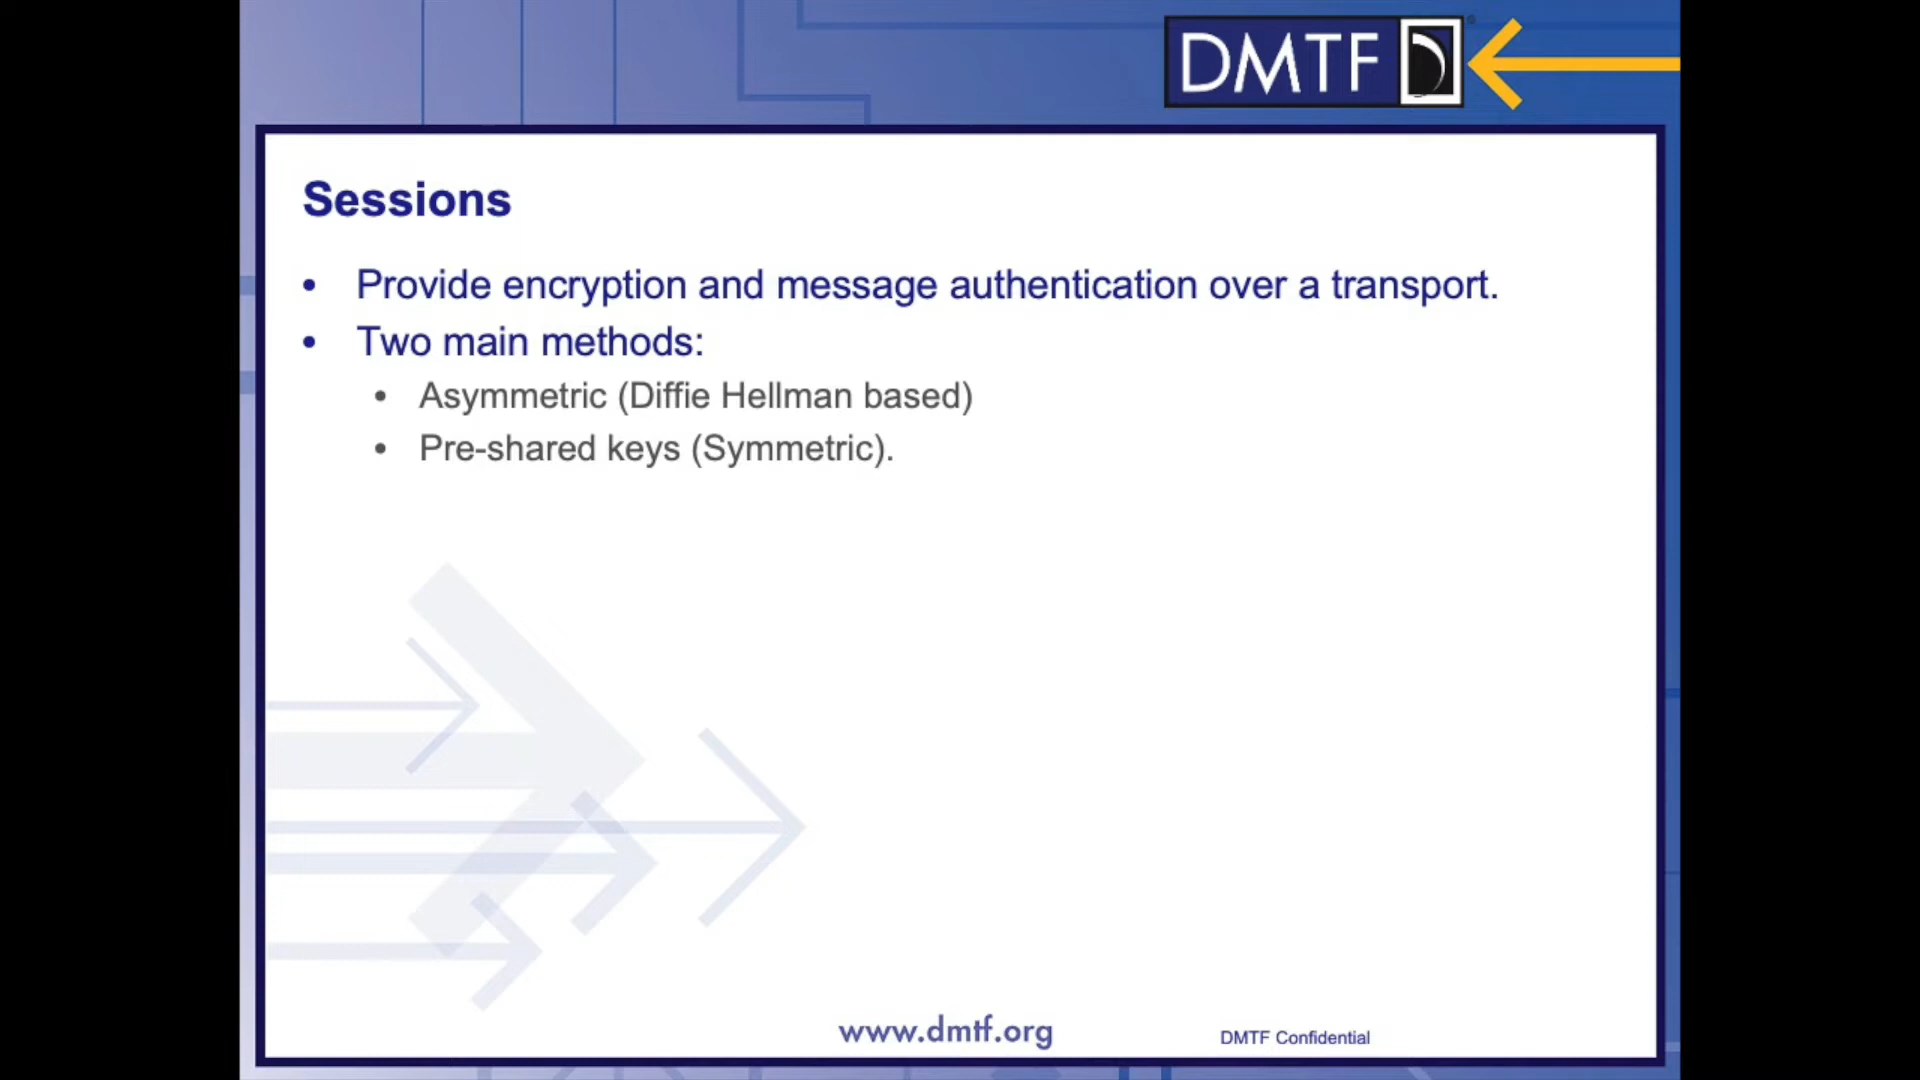 DMTF
Sessions
• Provide encryption and message authentication over a transport.
• Two main methods:
• Asymmetric (Diffie Hellman based)
• Pre-shared keys (Symmetric).
www.dmtf.org
DMTF Confidential